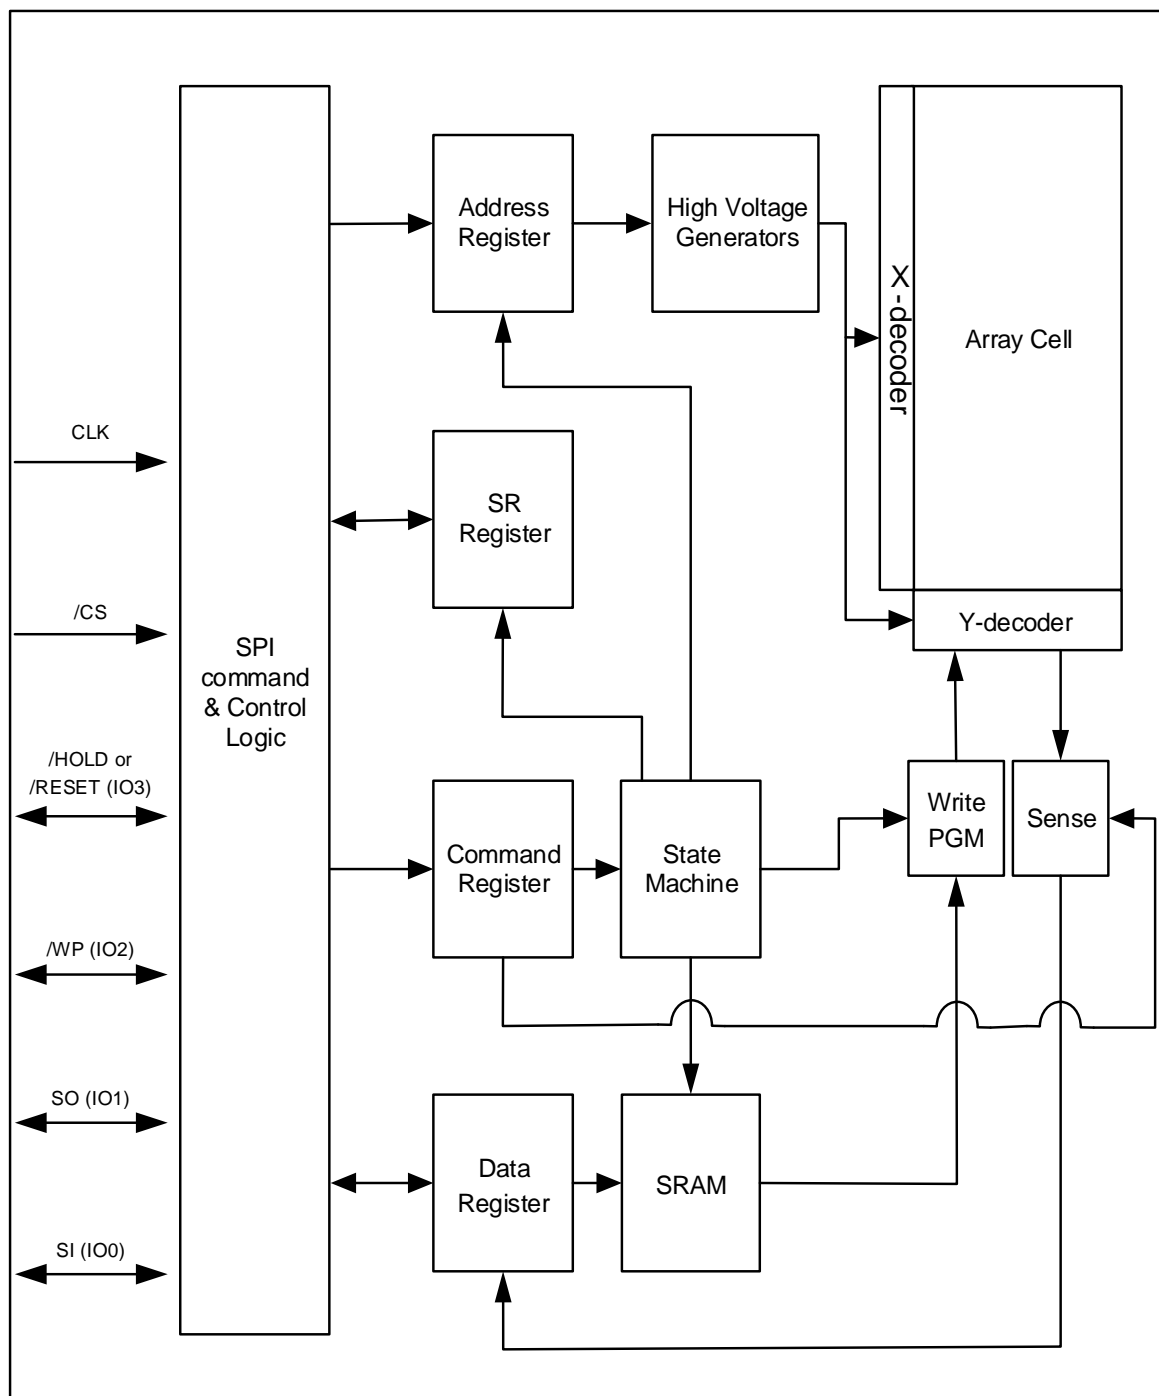 CLK
/CS
/HOLD or
/RESET (IO3)
/WP (IO2)
SO (IO1)
SI (IO0)
SPI
command
& Control
Logic
Address
Register
High Voltage
Generators
X-decoder
Array Cell
SR
Register
Y-decoder
Command
Register
State
Machine
Write
PGM
Sense
Data
Register
SRAM